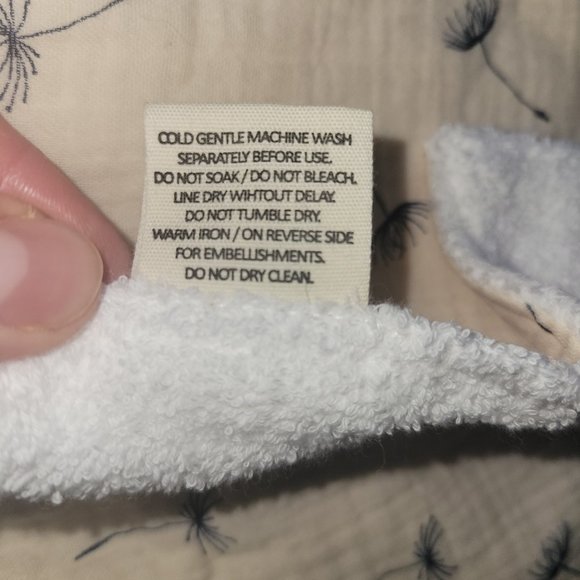 COLD GENTLE MACHINE WASH
SEPARATELY BEFORE USE.
DO NOT SOAK / DO NOT BLEACH.
LINE DRY WIHTOUT DELAY.
DO NOT TUMBLE DRY.
WARM IRON / ON REVERSE SIDE
FOR EMBELLISHMENTS.
DO NOT DRY CLEAN.